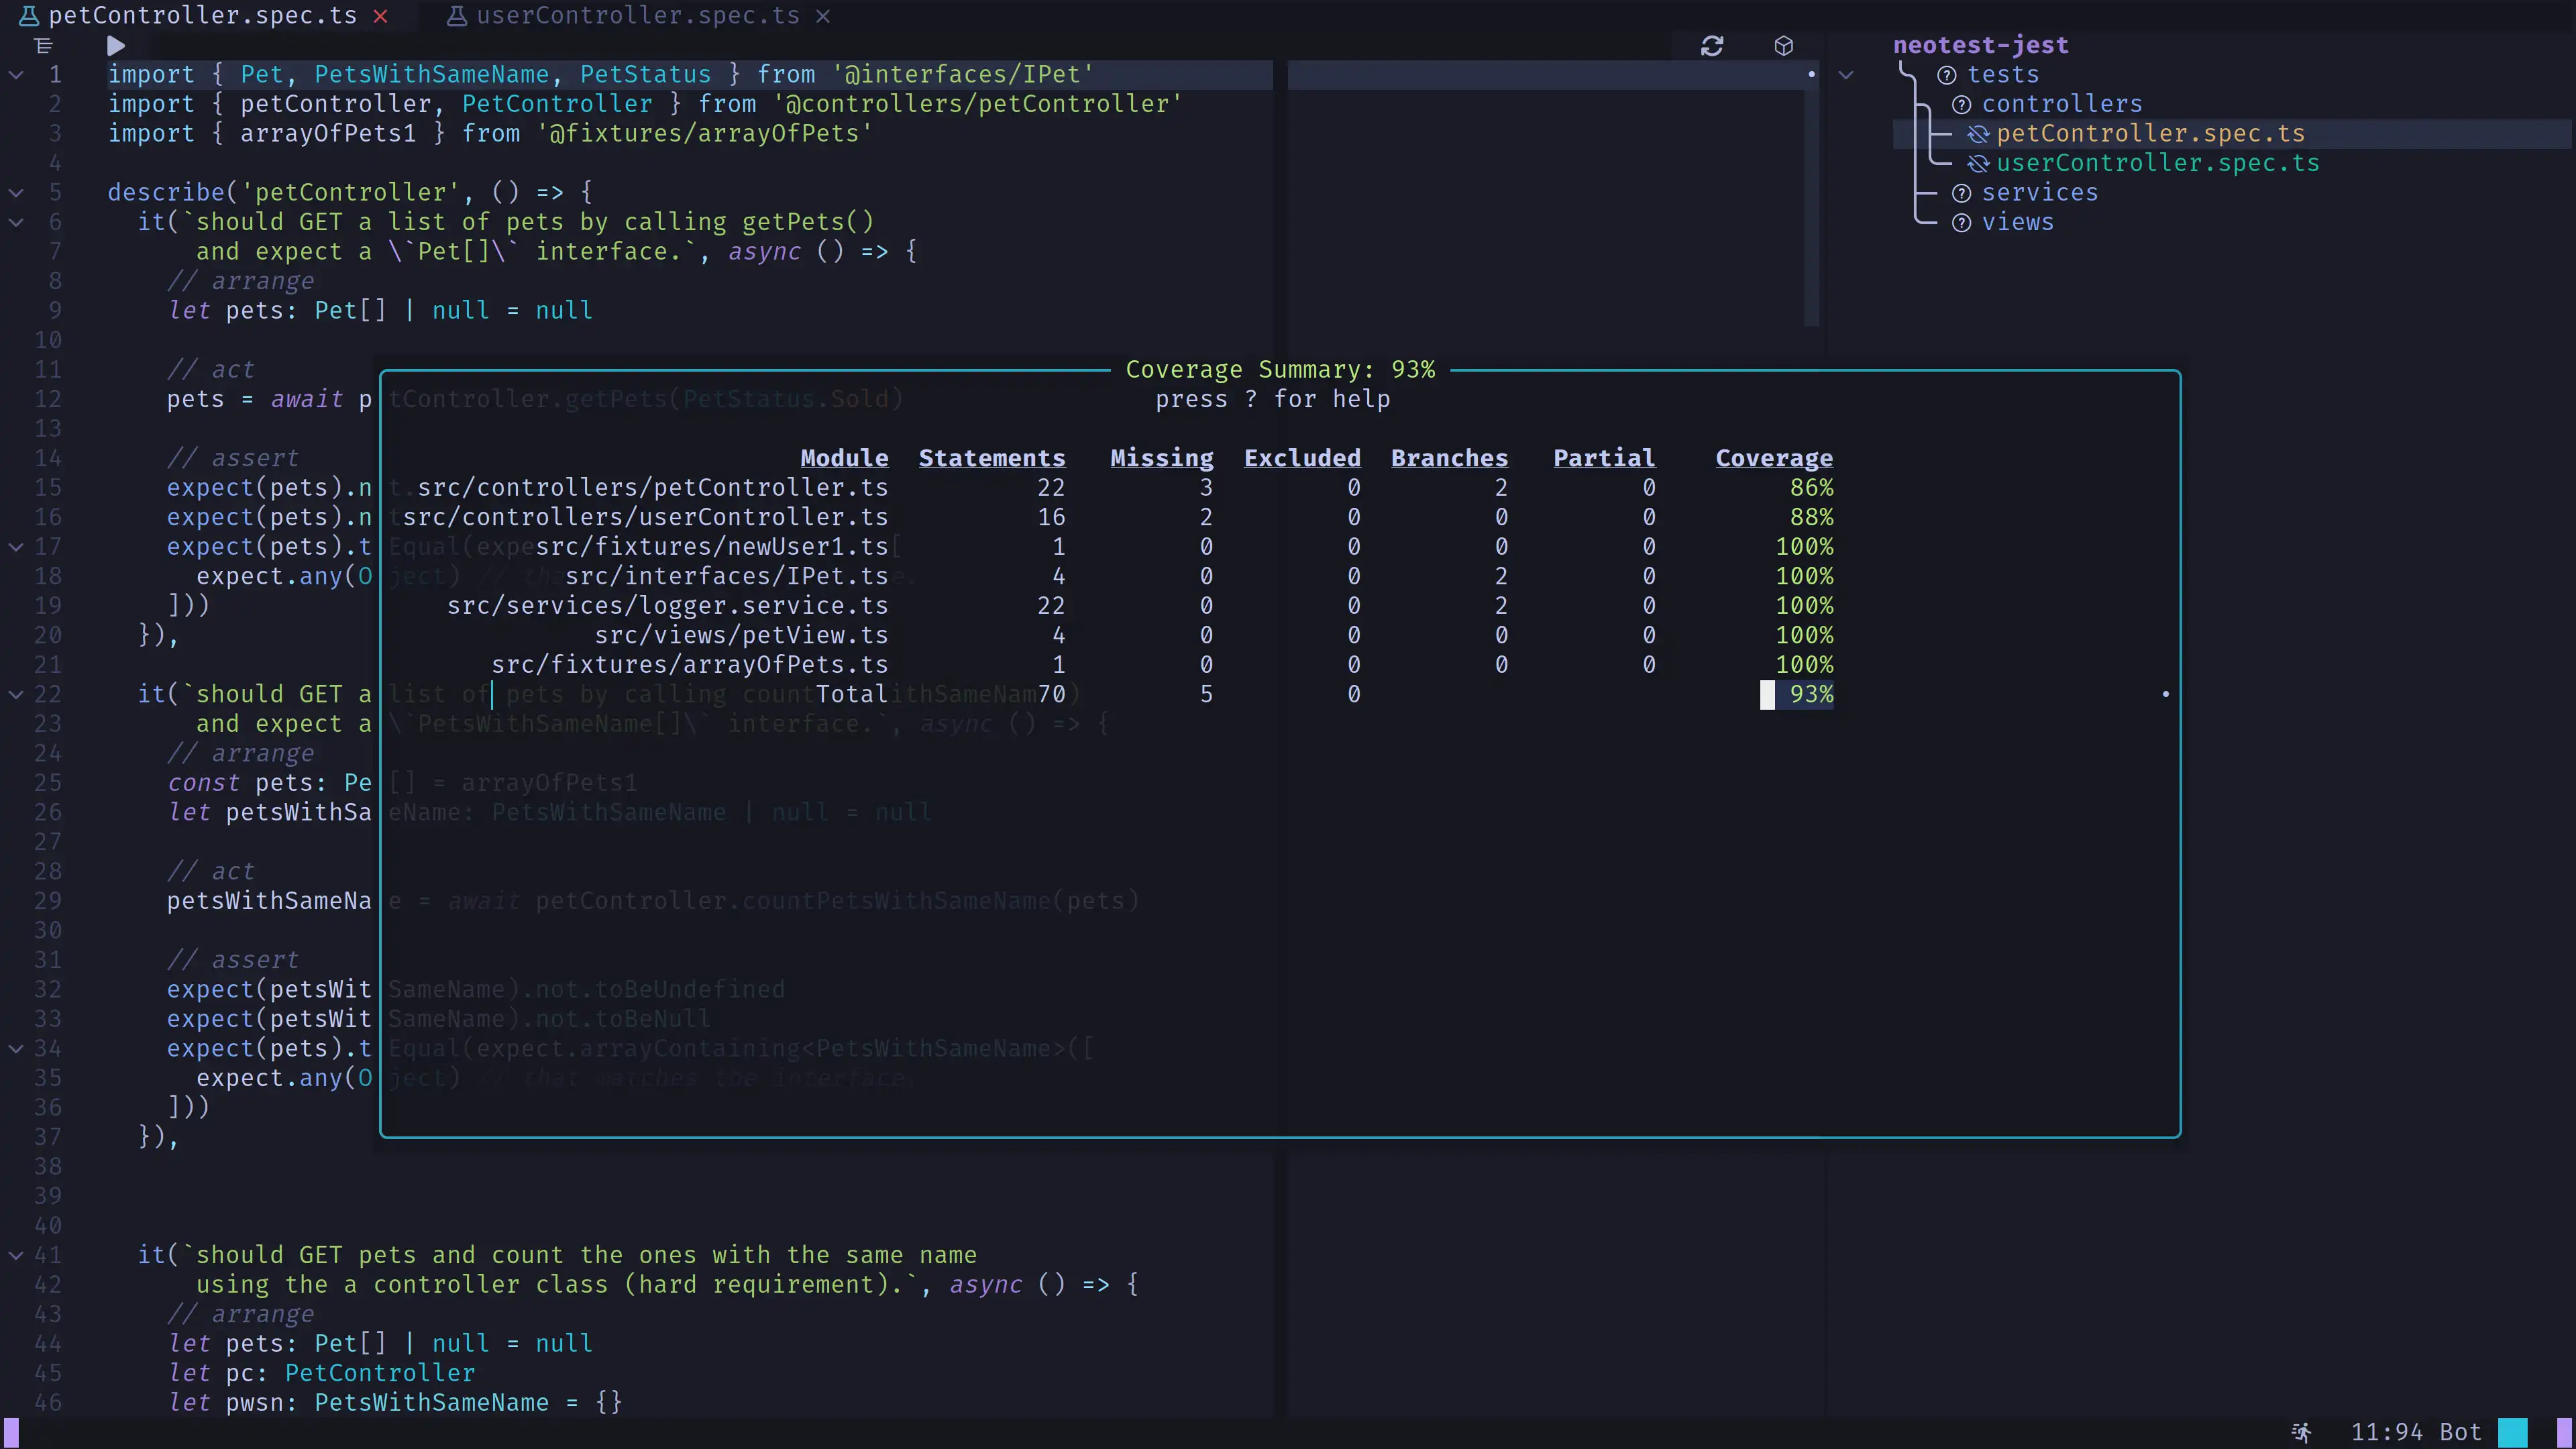 petController.spec.ts × userController.spec.ts ×
neotest-jest
1 import { Pet, PetsWithSameName, PetStatus } from '@interfaces/IPet'
2 import { petController, PetController } from '@controllers/petController'
3 import { arrayOfPets1 } from '@fixtures/arrayOfPets'
4
5 describe('petController', () => {
6 it(`should GET a list of pets by calling getPets()
7 and expect a \`Pet[]\` interface.`, async () => {
8 // arrange
9 let pets: Pet[] | null = null
10
11 // act
12 pets = await petController.getPets(PetStatus.Sold)
13
14 // assert
15 expect(pets).n
16 expect(pets).n
17 expect(pets).t Equal(expe
18 expect.any(O ject) //
19 ]))
20 }),
21
22 it(`should GET a list of pets by calling count ithSameNam )
23 and expect a \`PetsWithSameName[]\` interface.`, async () => {
24 // arrange
25 const pets: Pe [] = arrayOfPets1
26 let petsWithSa eName: PetsWithSameName | null = null
27
28 // act
29 petsWithSameNa e = await petController.countPetsWithSameName(pets)
30
31 // assert
32 expect(petsWit SameName).not.toBeUndefined
33 expect(petsWit SameName).not.toBeNull
34 expect(pets).t Equal(expect.arrayContaining<PetsWithSameName>([
35 expect.any(O ject) // that matches the interface.
36 ]))
37 }),
38
39
40
41 it(`should GET pets and count the ones with the same name
42 using the a controller class (hard requirement).`, async () => {
43 // arrange
44 let pets: Pet[] | null = null
45 let pc: PetController
46 let pwsn: PetsWithSameName = {}
Coverage Summary: 93%
press ? for help
Module Statements Missing Excluded Branches Partial Coverage
src/controllers/petController.ts 22 3 0 2 0 86%
src/controllers/userController.ts 16 2 0 0 0 88%
src/fixtures/newUser1.ts 1 0 0 0 0 100%
src/interfaces/IPet.ts 4 0 0 2 0 100%
src/services/logger.service.ts 22 0 0 2 0 100%
src/views/petView.ts 4 0 0 0 0 100%
src/fixtures/arrayOfPets.ts 1 0 0 0 0 100%
Total 70 5 0 93%
tests
controllers
petController.spec.ts
userController.spec.ts
services
views
11:94 Bot